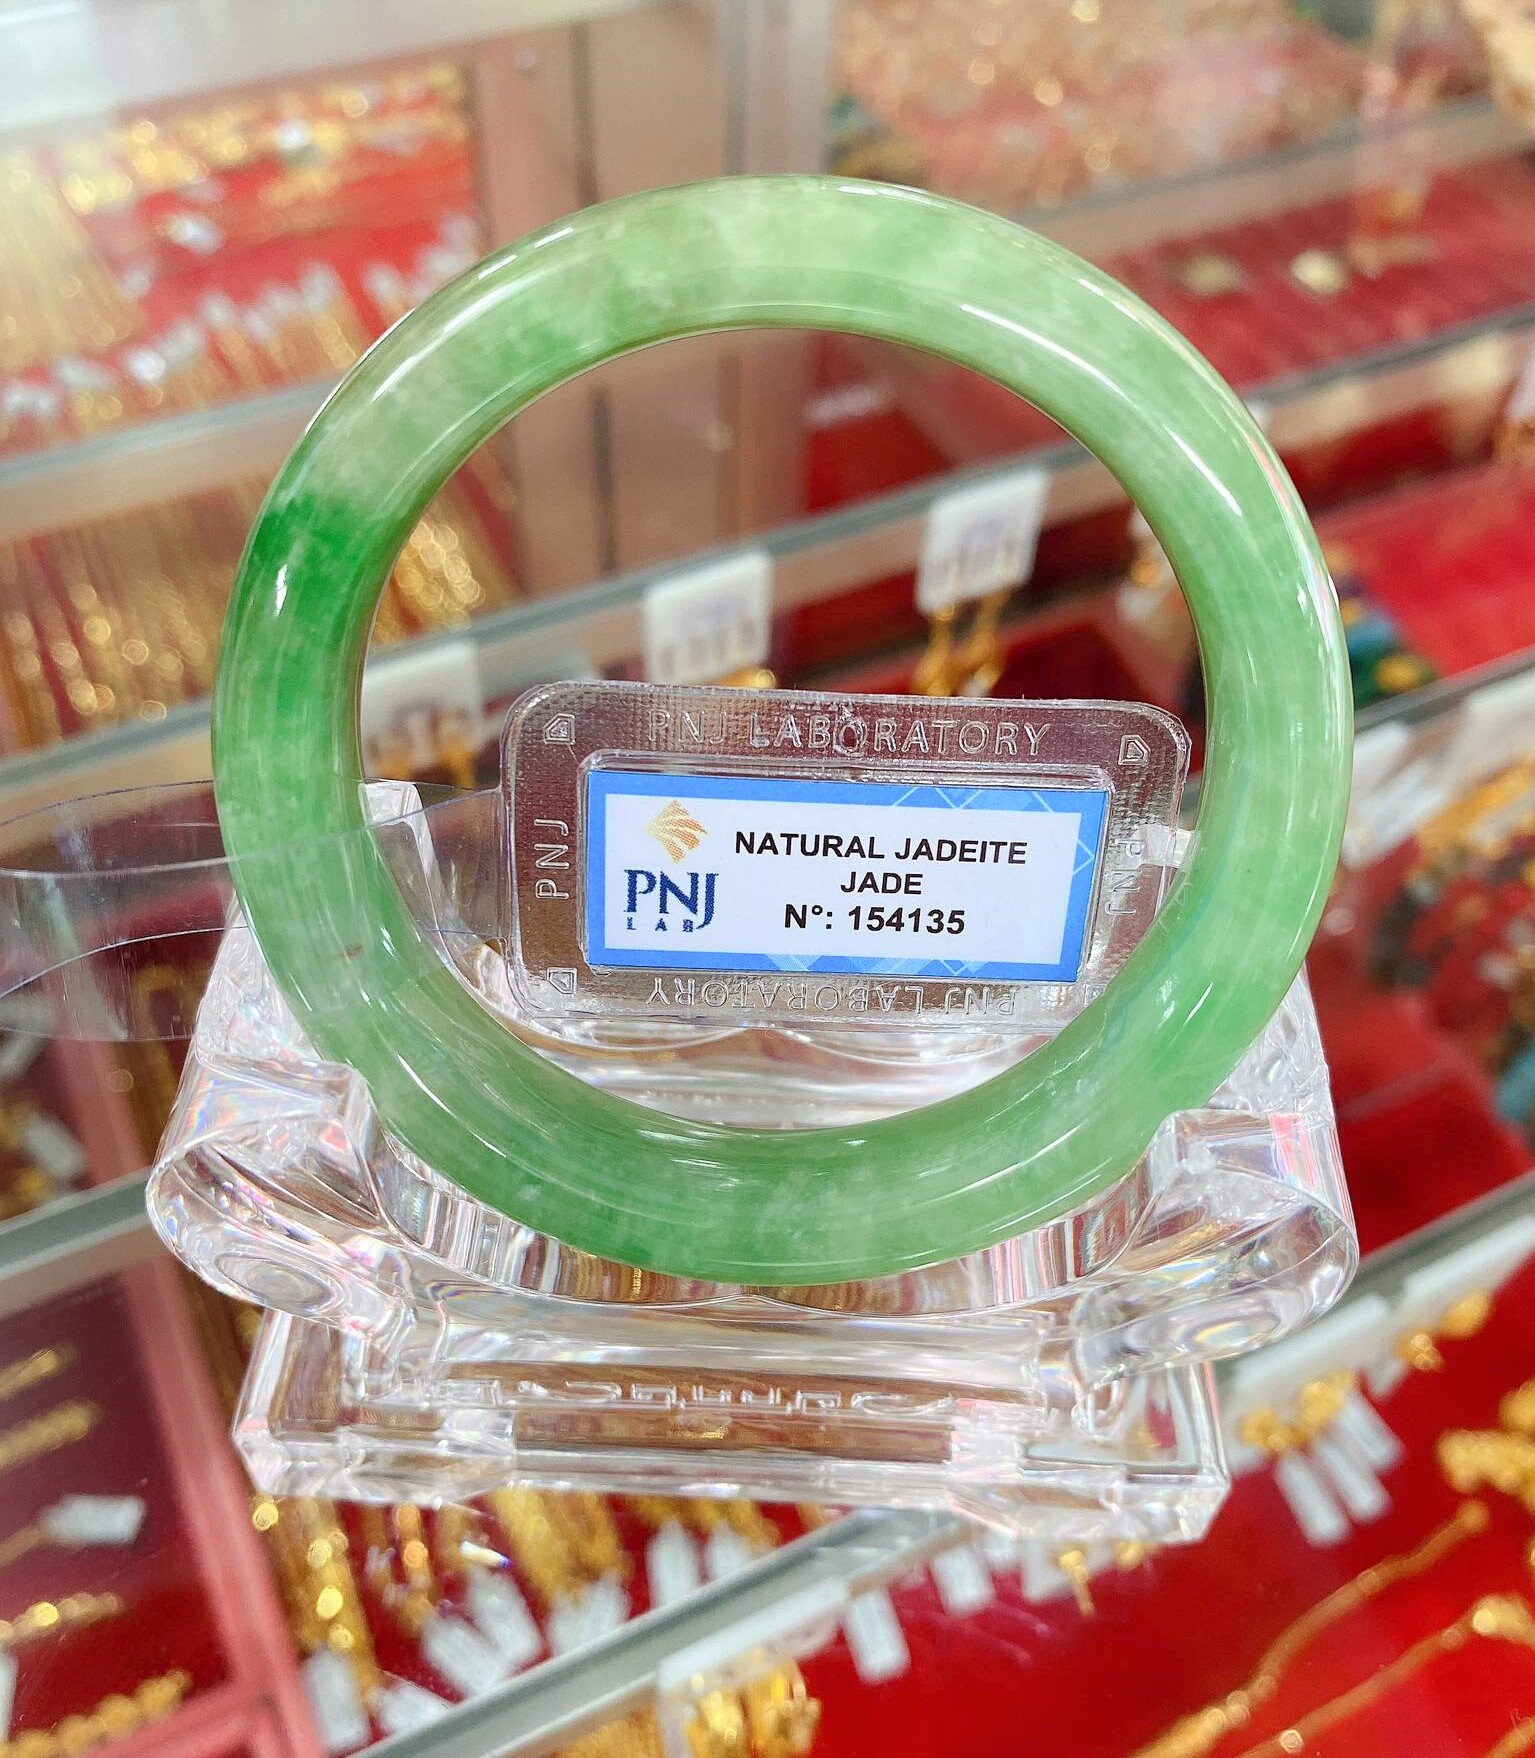 PNJ LABORATORY
PNJ
PNJ
LAB
NATURAL JADEITE
JADE
N°: 154135
PNJ
PNJ LABORATORY